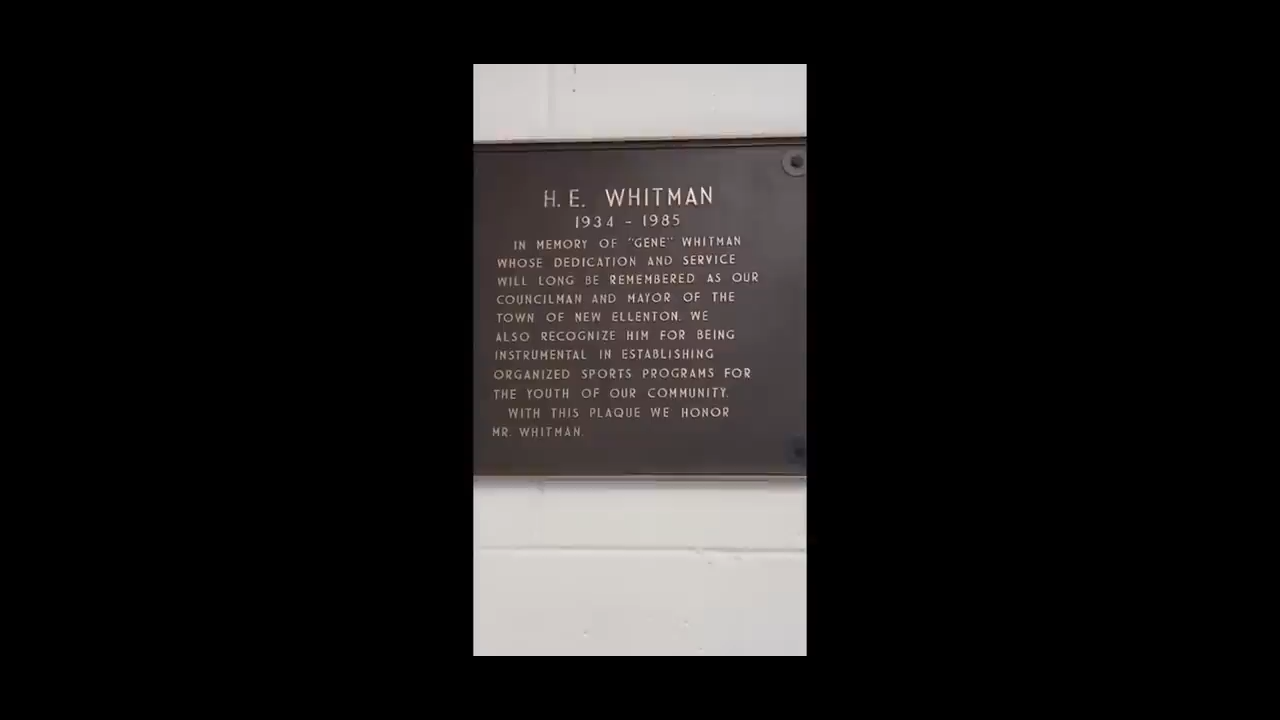 H. E. WHITMAN
1934 - 1985
IN MEMORY OF "GENE" WHITMAN
WHOSE DEDICATION AND SERVICE
WILL LONG BE REMEMBERED AS OUR
COUNCILMAN AND MAYOR OF THE
TOWN OF NEW ELLENTON. WE
ALSO RECOGNIZE HIM FOR BEING
INSTRUMENTAL IN ESTABLISHING
ORGANIZED SPORTS PROGRAMS FOR
THE YOUTH OF OUR COMMUNITY.
WITH THIS PLAQUE WE HONOR
MR. WHITMAN.